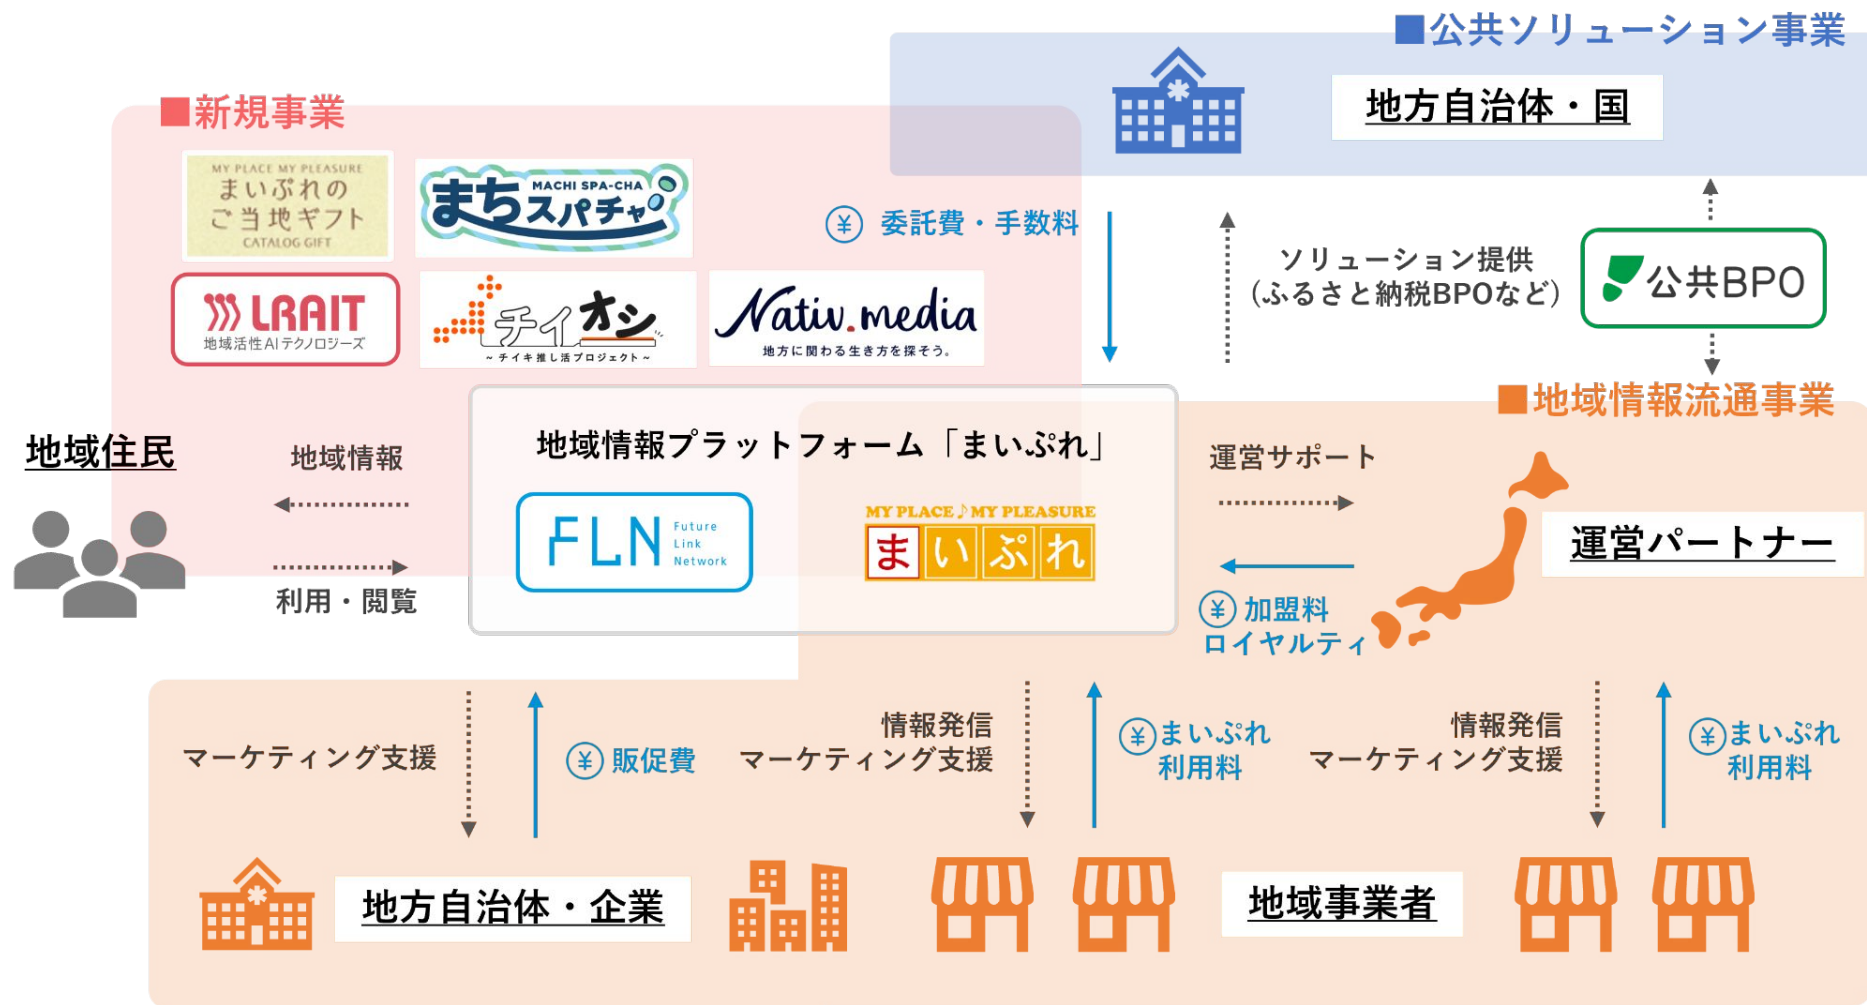 ■公共ソリューション事業
地方自治体・国
■新規事業
MY PLACE MY PLEASURE
まいぷれの
ご当地ギフト
CATALOG GIFT
MACHI SPA-CHA
まちスパチャ
LRAIT
地域活性AIテクノロジーズ
チイオシ
~チイキ推し活プロジェクト~
Nativ.media
地方に関わる生き方を探そう。
¥ 委託費・手数料
ソリューション提供
(ふるさと納税BPOなど)
公共BPO
■地域情報流通事業
地域住民
地域情報
利用・閲覧
地域情報プラットフォーム「まいぷれ」
FLN
Future
Link
Network
MY PLACE♪MY PLEASURE
まいぷれ
運営サポート
¥ 加盟料
ロイヤルティ
運営パートナー
マーケティング支援
¥ 販促費
情報発信
マーケティング支援
¥ まいぷれ
利用料
情報発信
マーケティング支援
¥ まいぷれ
利用料
地方自治体・企業
地域事業者